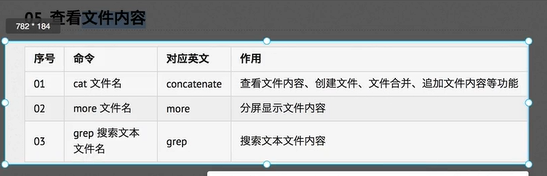 05. 查看文件内容
782 * 184
序号 命令 对应英文 作用
01 cat 文件名 concatenate 查看文件内容、创建文件、文件合并、追加文件内容等功能
02 more 文件名 more 分屏显示文件内容
03 grep 搜索文本 文件名 grep 搜索文本文件内容